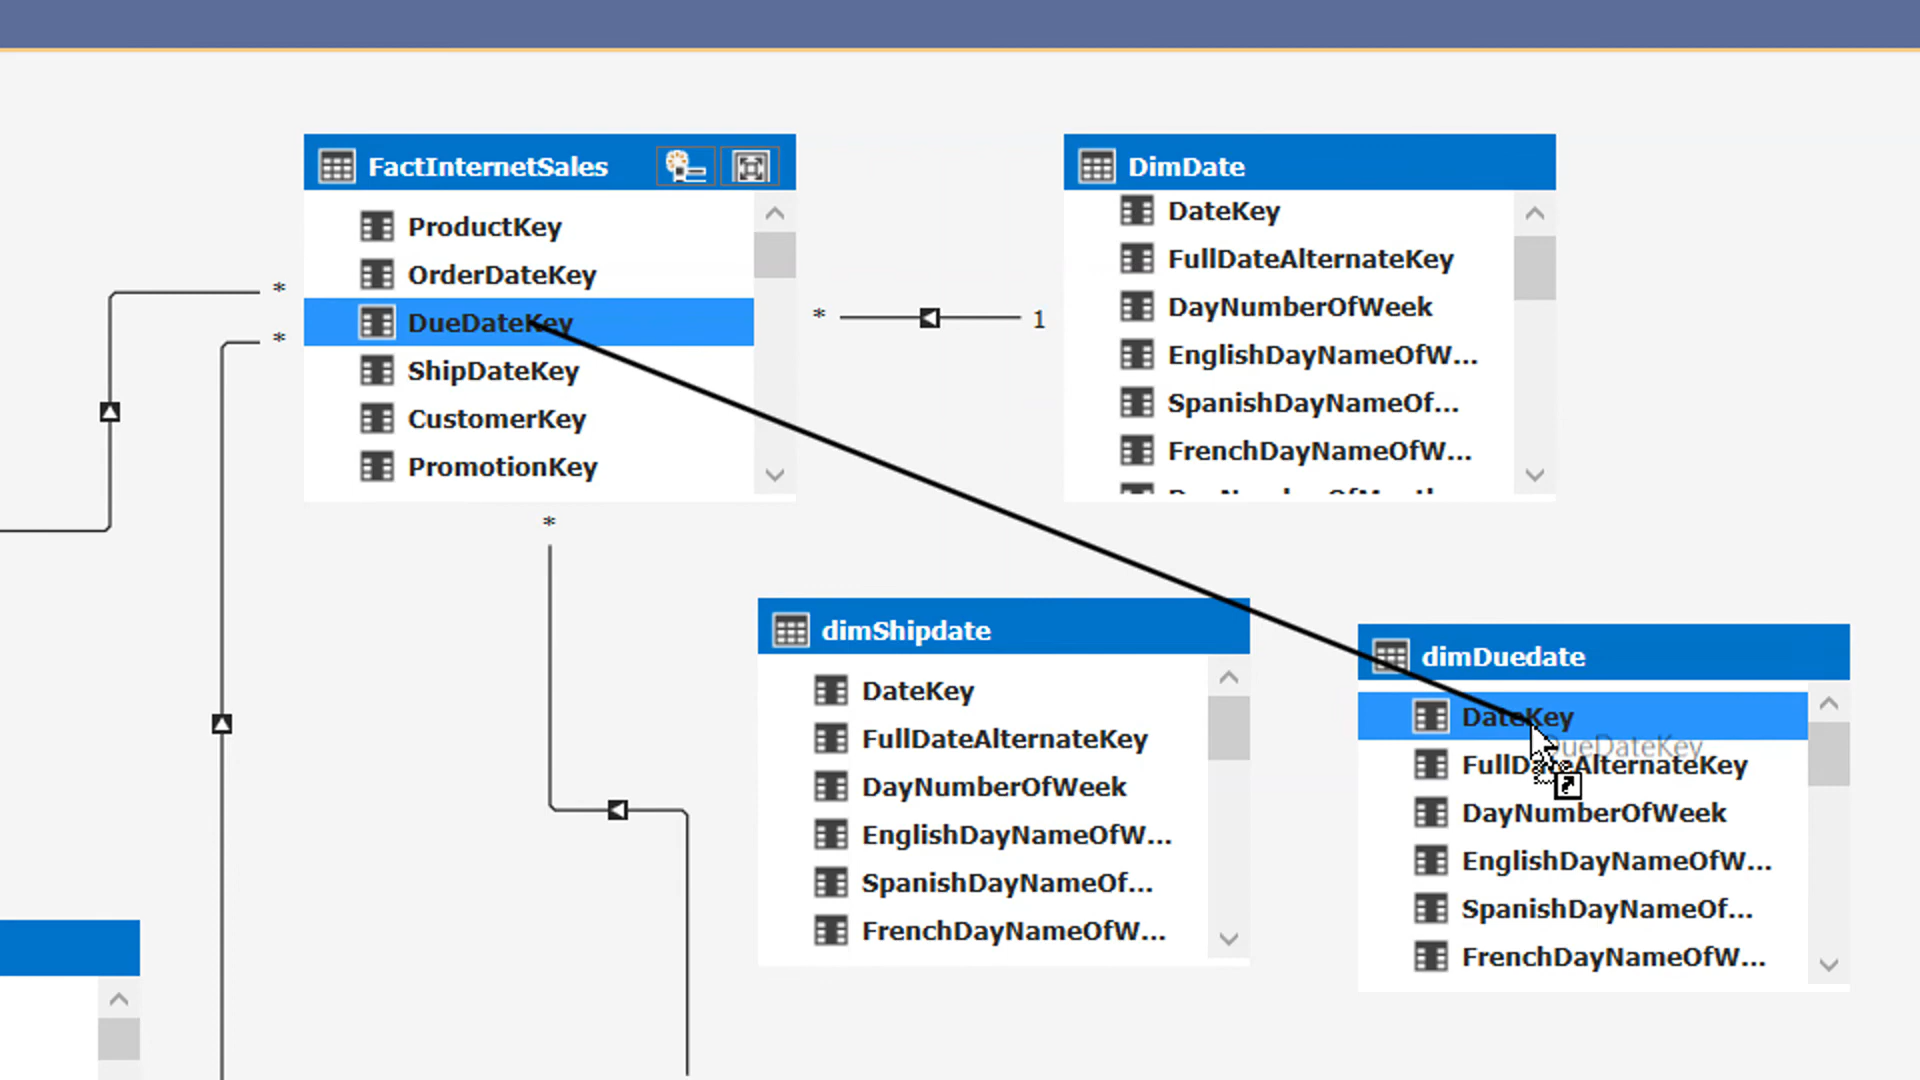 FactInternetSales
ProductKey
OrderDateKey
DueDateKey
ShipDateKey
CustomerKey
PromotionKey
*
*
*
*
1
DimDate
DateKey
FullDateAlternateKey
DayNumberOfWeek
EnglishDayNameOfW...
SpanishDayNameOf...
FrenchDayNameOfW...
dimShipdate
DateKey
FullDateAlternateKey
DayNumberOfWeek
EnglishDayNameOfW...
SpanishDayNameOf...
FrenchDayNameOfW...
dimDuedate
DateKey
DueDateKey
FullDateAlternateKey
DayNumberOfWeek
EnglishDayNameOfW...
SpanishDayNameOf...
FrenchDayNameOfW...